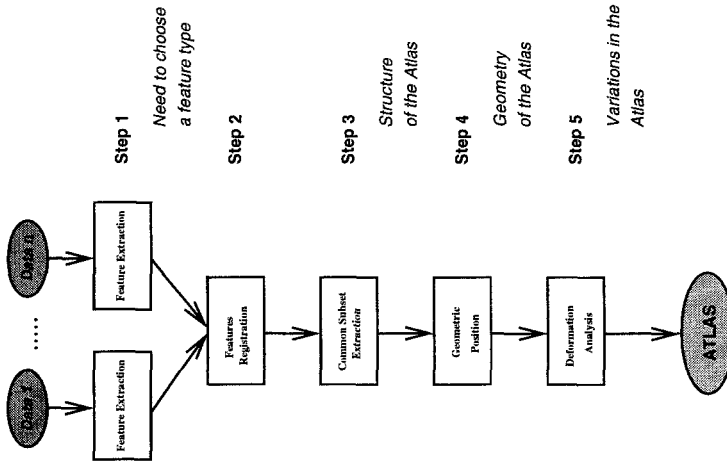 Data 1
.....
Data n
Feature Extraction
Feature Extraction
Step 1
Need to choose
a feature type
Features
Registration
Step 2
Common Subset
Extraction
Step 3
Structure
of the Atlas
Geometric
Position
Step 4
Geometry
of the Atlas
Deformation
Analysis
Step 5
Variations in the
Atlas
ATLAS